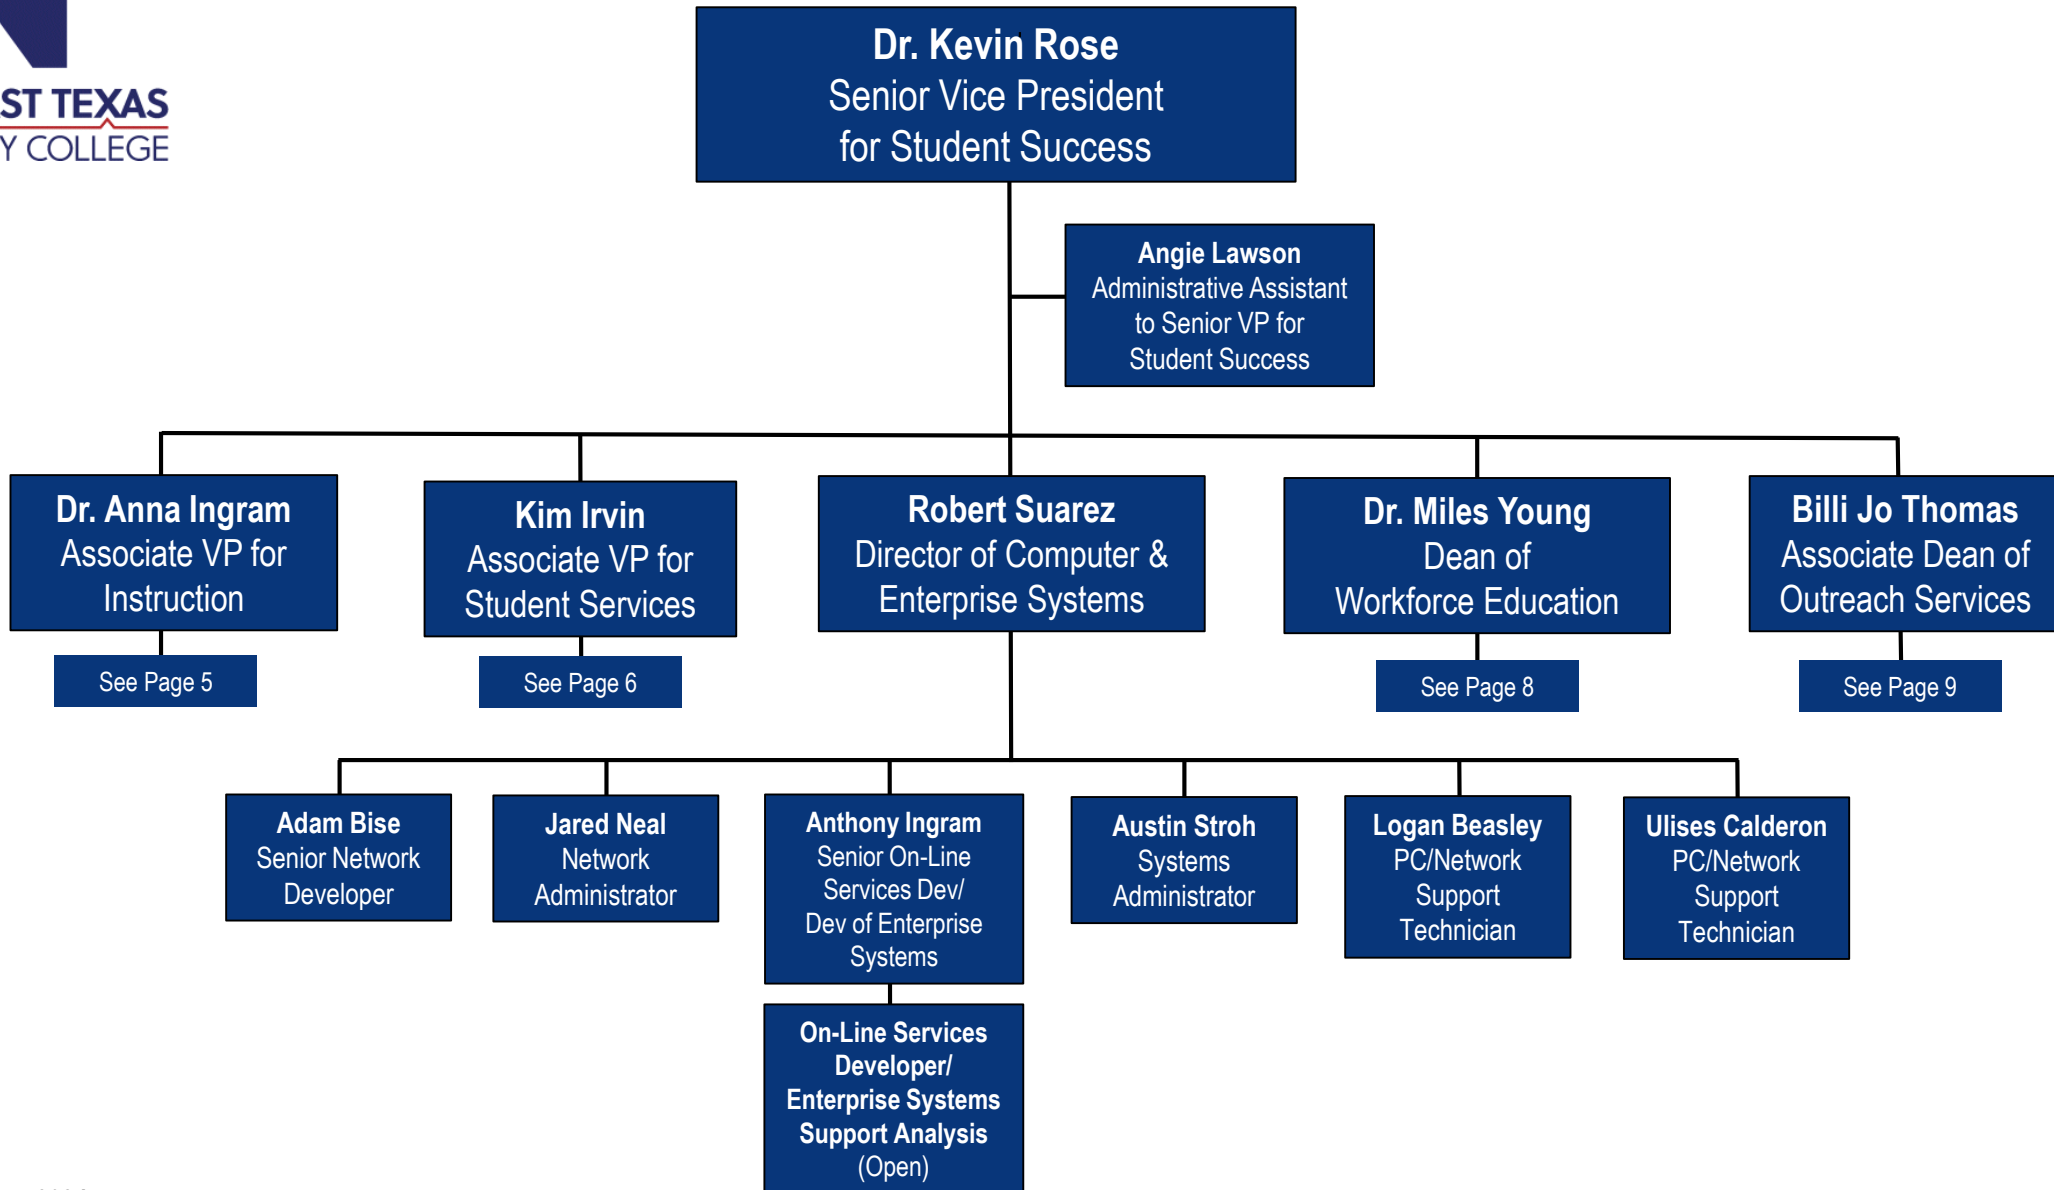 ST TEXAS
Y COLLEGE
Dr. Kevin Rose
Senior Vice President
for Student Success
Angie Lawson
Administrative Assistant
to Senior VP for
Student Success
Dr. Anna Ingram
Associate VP for
Instruction
See Page 5
Kim Irvin
Associate VP for
Student Services
See Page 6
Robert Suarez
Director of Computer &
Enterprise Systems
Dr. Miles Young
Dean of
Workforce Education
See Page 8
Billi Jo Thomas
Associate Dean of
Outreach Services
See Page 9
Adam Bise
Senior Network
Developer
Jared Neal
Network
Administrator
Anthony Ingram
Senior On-Line
Services Dev/
Dev of Enterprise
Systems
On-Line Services
Developer/
Enterprise Systems
Support Analysis
(Open)
Austin Stroh
Systems
Administrator
Logan Beasley
PC/Network
Support
Technician
Ulises Calderon
PC/Network
Support
Technician